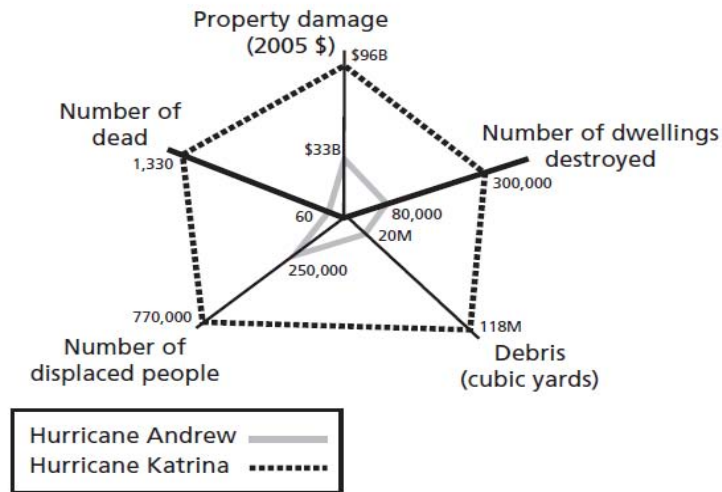 Property damage
(2005 $)
$96B
Number of
dead
1,330
$33B
Number of dwellings
destroyed
300,000
60
80,000
20M
250,000
770,000
Number of
displaced people
118M
Debris
(cubic yards)
Hurricane Andrew
Hurricane Katrina